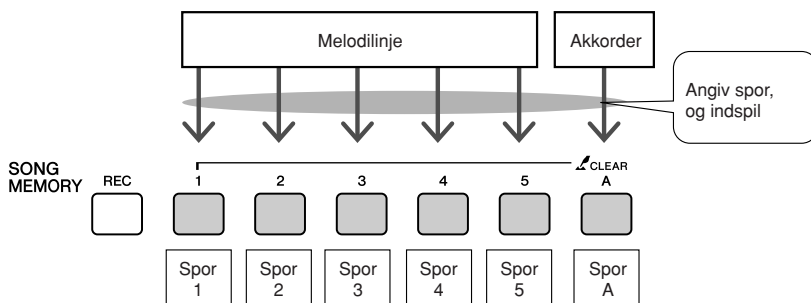 Melodilinje
Akkorder
Angiv spor,
og indspil
SONG
MEMORY
CLEAR
REC 1 2 3 4 5 A
Spor
1
Spor
2
Spor
3
Spor
4
Spor
5
Spor
A